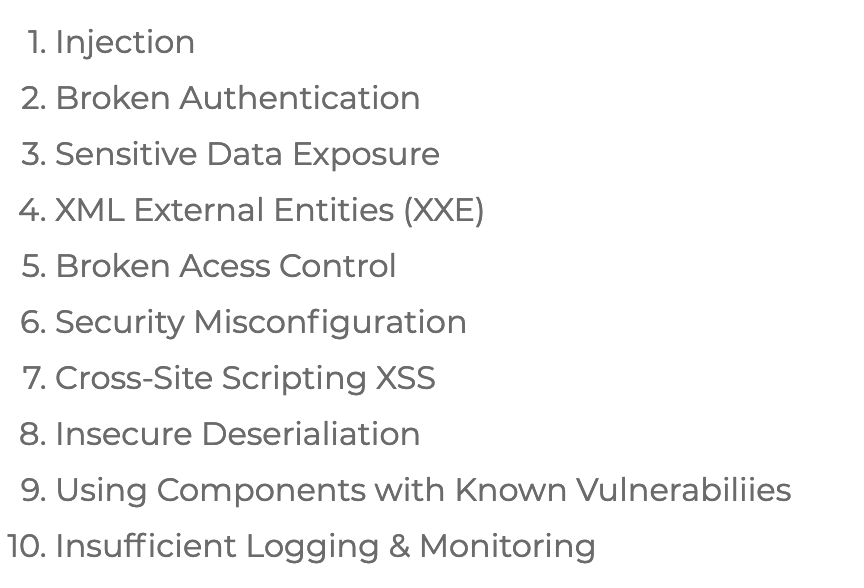 1. Injection
2. Broken Authentication
3. Sensitive Data Exposure
4. XML External Entities (XXE)
5. Broken Acess Control
6. Security Misconfiguration
7. Cross-Site Scripting XSS
8. Insecure Deserialiation
9. Using Components with Known Vulnerabiliies
10. Insufficient Logging & Monitoring